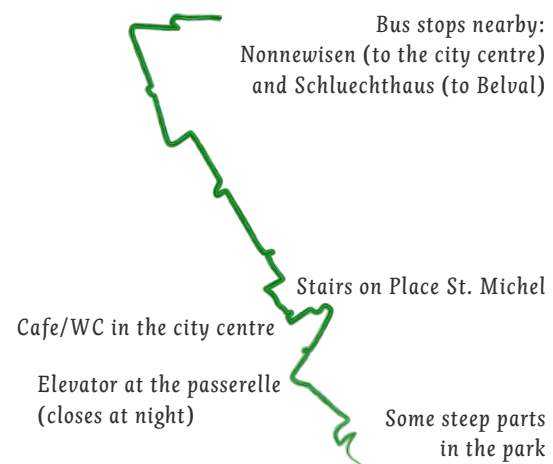 Bus stops nearby:
Nonnewisen (to the city centre)
and Schluechthaus (to Belval)
Stairs on Place St. Michel
Cafe/WC in the city centre
Elevator at the passerelle
(closes at night)
Some steep parts
in the park